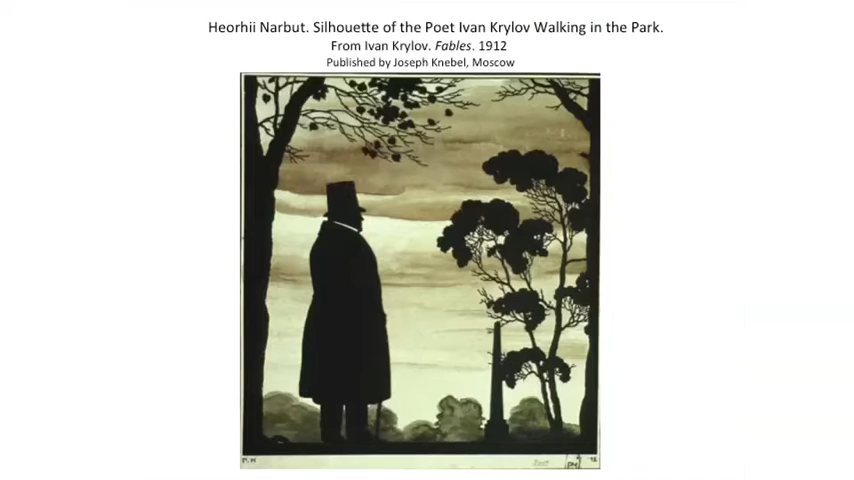 Heorhii Narbut. Silhouette of the Poet Ivan Krylov Walking in the Park.
From Ivan Krylov. Fables. 1912
Published by Joseph Knebel, Moscow